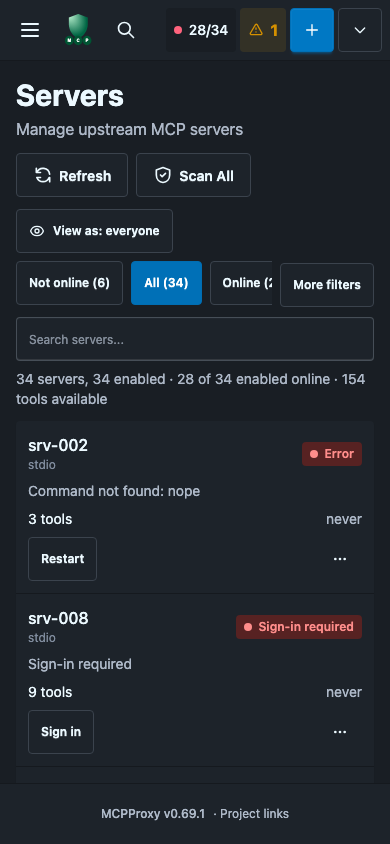 MCP
28/34
1
Servers
Manage upstream MCP servers
Refresh
Scan All
View as: everyone
Not online (6)
All (34)
Online (2
More filters
Search servers...
34 servers, 34 enabled · 28 of 34 enabled online · 154
tools available
srv-002
Error
stdio
Command not found: nope
3 tools
never
Restart
...
srv-008
Sign-in required
stdio
Sign-in required
9 tools
never
Sign in
...
MCPProxy v0.69.1 · Project links